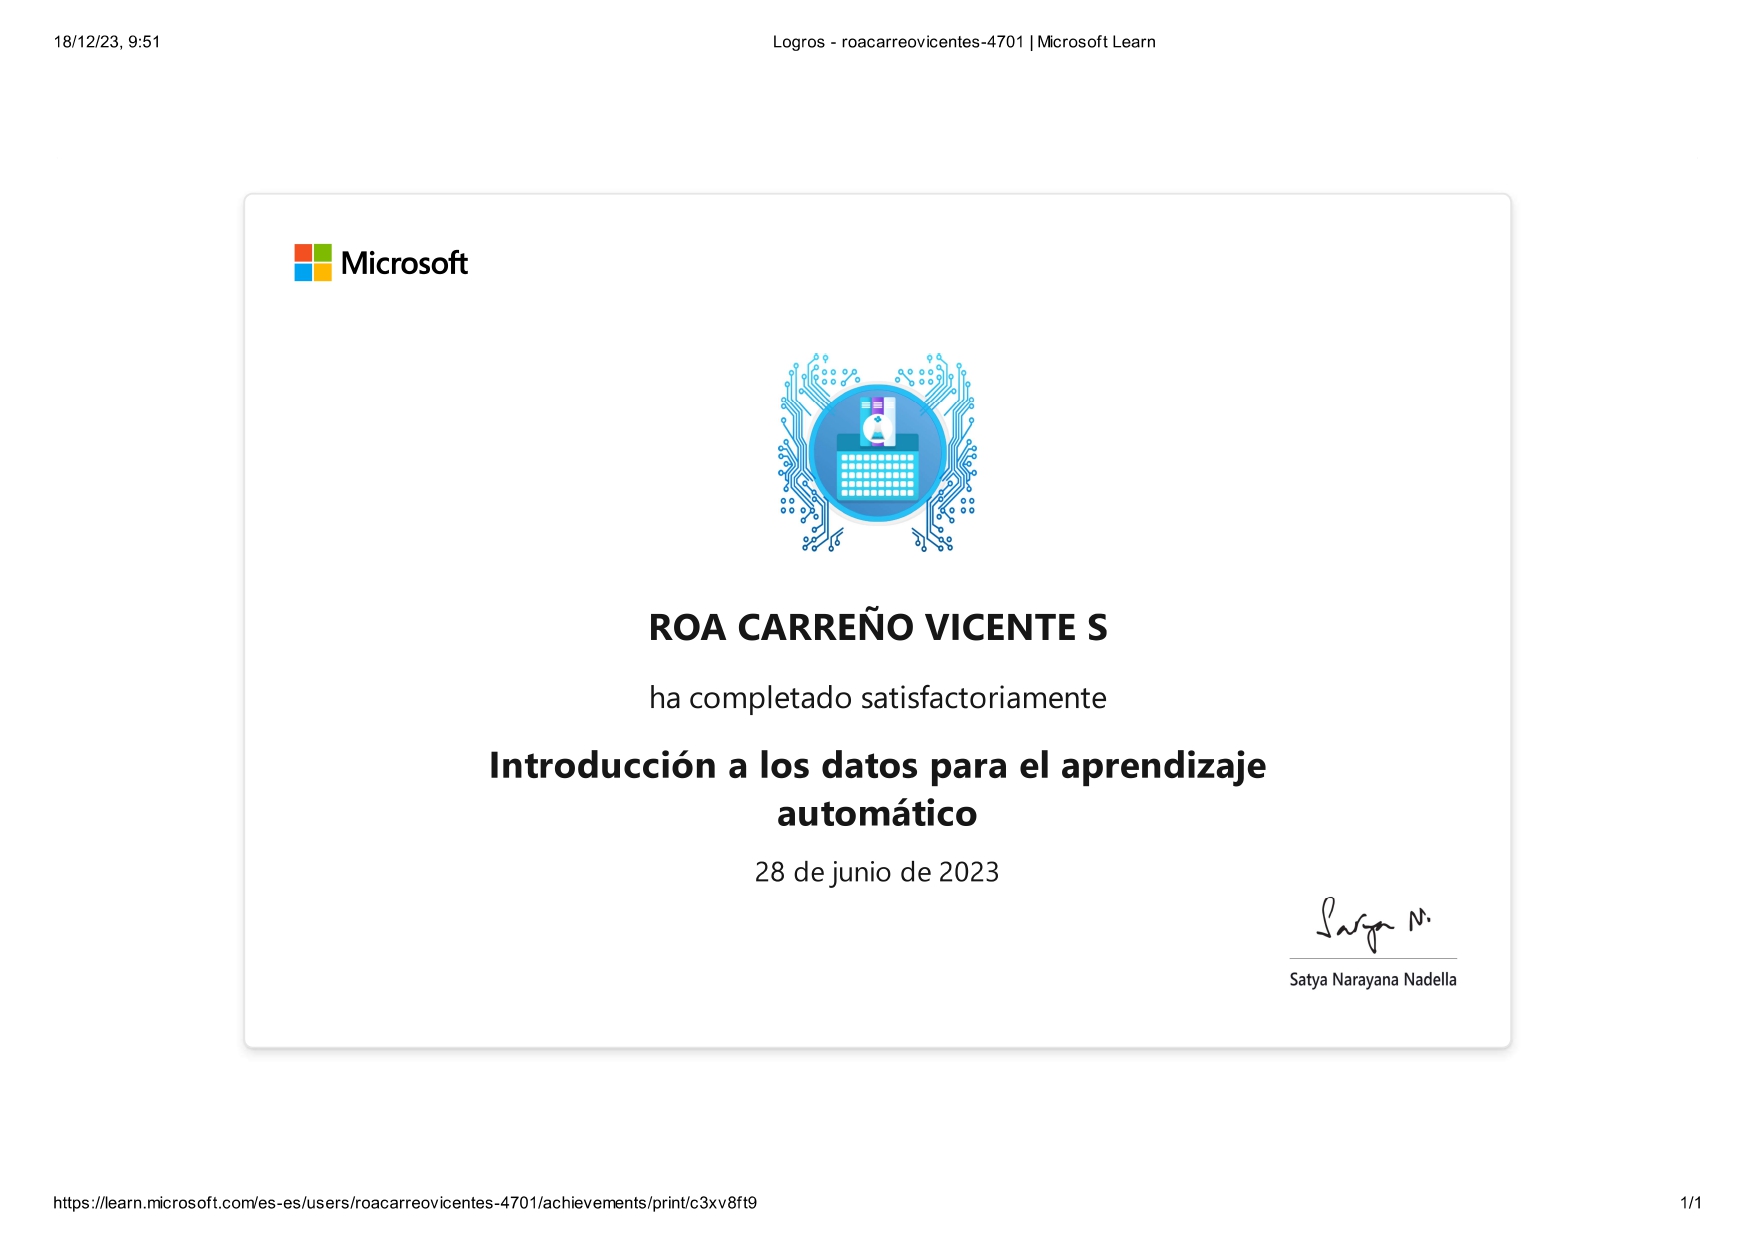 18/12/23, 9:51
Logros - roacarreovicentes-4701 | Microsoft Learn
Microsoft
ROA CARREÑO VICENTE S
ha completado satisfactoriamente
Introducción a los datos para el aprendizaje
automático
28 de junio de 2023
Satya N.
Satya Narayana Nadella
https://learn.microsoft.com/es-es/users/roacarreovicentes-4701/achievements/print/c3xv8ft9
1/1